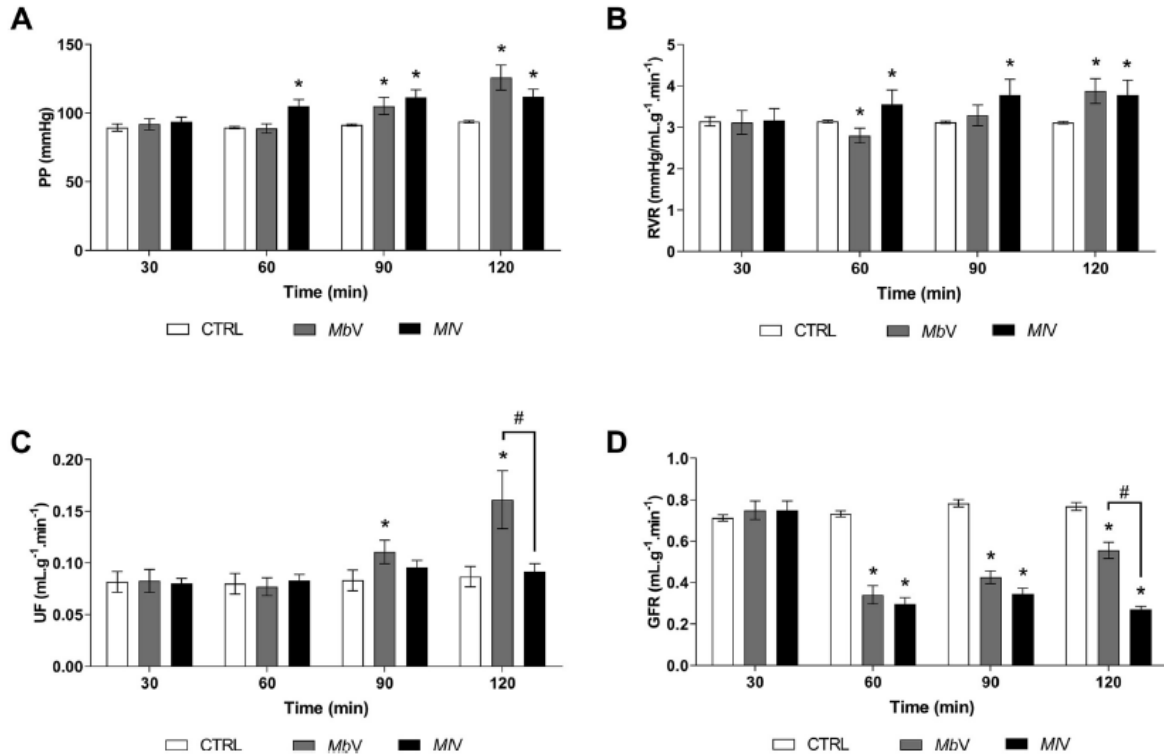 A
PP (mmHg)
150
100
50
0
*
* *
* *
30 60 90 120
Time (min)
CTRL MbV MlV
B
RVR (mmHg/mL.g⁻¹.min⁻¹)
5
4
3
2
1
0
* *
*
* *
30 60 90 120
Time (min)
CTRL MbV MlV
C
UF (mL.g⁻¹.min⁻¹)
0.20
0.15
0.10
0.05
0.00
#
*
*
30 60 90 120
Time (min)
CTRL MbV MlV
D
GFR (mL.g⁻¹.min⁻¹)
1.0
0.8
0.6
0.4
0.2
0.0
#
* *
* *
* *
30 60 90 120
Time (min)
CTRL MbV MlV